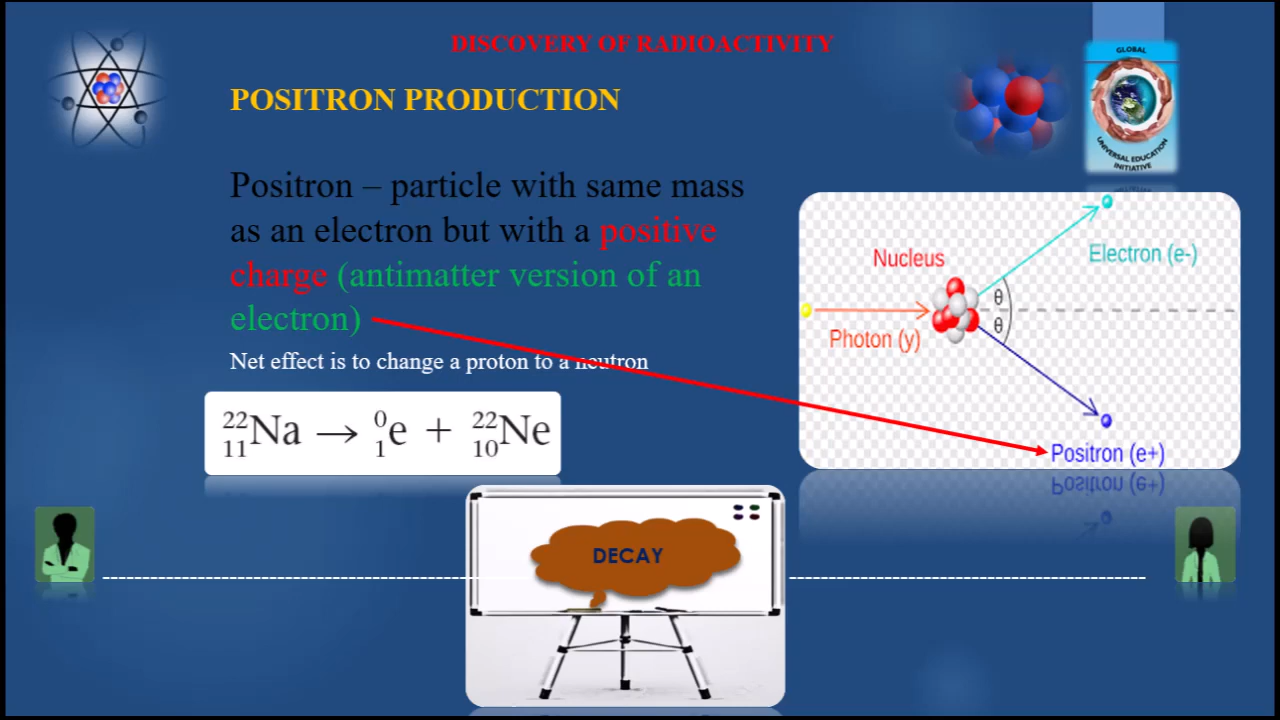 DISCOVERY OF RADIOACTIVITY
POSITRON PRODUCTION
GLOBAL
UNIVERSAL EDUCATION
INITIATIVE
Positron – particle with same mass
as an electron but with a positive
charge (antimatter version of an
electron)
Net effect is to change a proton to a neutron
²²₁₁Na → ⁰₁e + ²²₁₀Ne
Nucleus
Electron (e-)
θ
θ
Photon (y)
Positron (e+)
DECAY